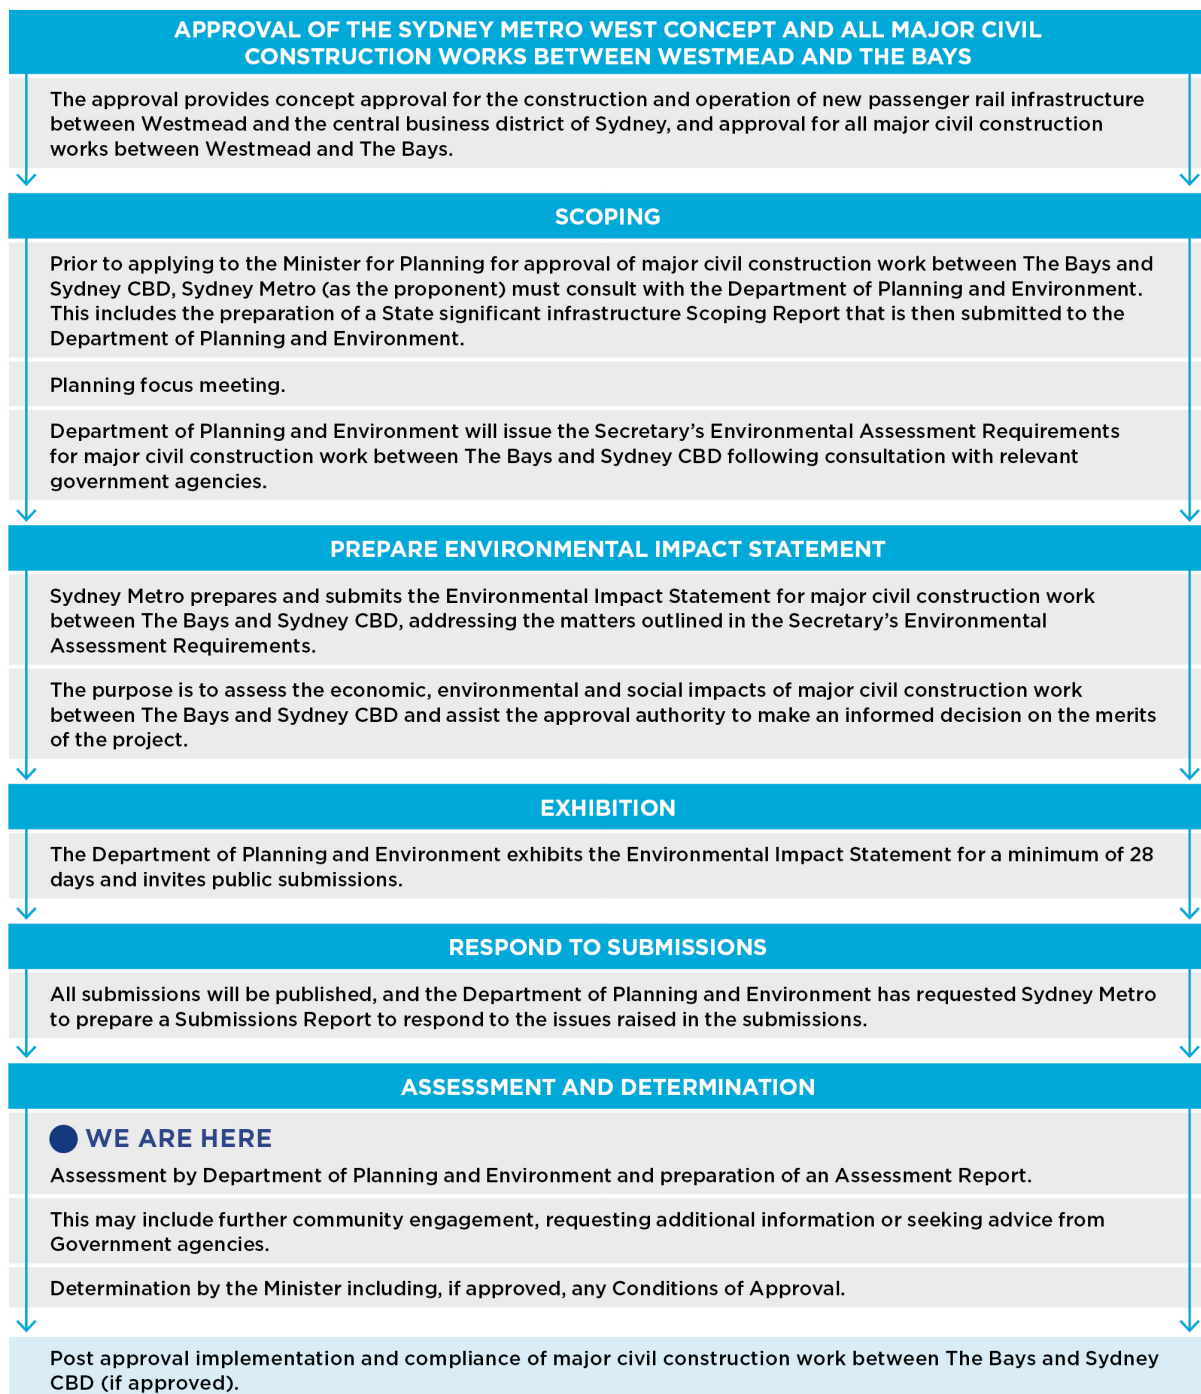 APPROVAL OF THE SYDNEY METRO WEST CONCEPT AND ALL MAJOR CIVIL
CONSTRUCTION WORKS BETWEEN WESTMEAD AND THE BAYS
The approval provides concept approval for the construction and operation of new passenger rail infrastructure
between Westmead and the central business district of Sydney, and approval for all major civil construction
works between Westmead and The Bays.
SCOPING
Prior to applying to the Minister for Planning for approval of major civil construction work between The Bays and
Sydney CBD, Sydney Metro (as the proponent) must consult with the Department of Planning and Environment.
This includes the preparation of a State significant infrastructure Scoping Report that is then submitted to the
Department of Planning and Environment.
Planning focus meeting.
Department of Planning and Environment will issue the Secretary’s Environmental Assessment Requirements
for major civil construction work between The Bays and Sydney CBD following consultation with relevant
government agencies.
PREPARE ENVIRONMENTAL IMPACT STATEMENT
Sydney Metro prepares and submits the Environmental Impact Statement for major civil construction work
between The Bays and Sydney CBD, addressing the matters outlined in the Secretary’s Environmental
Assessment Requirements.
The purpose is to assess the economic, environmental and social impacts of major civil construction work
between The Bays and Sydney CBD and assist the approval authority to make an informed decision on the merits
of the project.
EXHIBITION
The Department of Planning and Environment exhibits the Environmental Impact Statement for a minimum of 28
days and invites public submissions.
RESPOND TO SUBMISSIONS
All submissions will be published, and the Department of Planning and Environment has requested Sydney Metro
to prepare a Submissions Report to respond to the issues raised in the submissions.
ASSESSMENT AND DETERMINATION
WE ARE HERE
Assessment by Department of Planning and Environment and preparation of an Assessment Report.
This may include further community engagement, requesting additional information or seeking advice from
Government agencies.
Determination by the Minister including, if approved, any Conditions of Approval.
Post approval implementation and compliance of major civil construction work between The Bays and Sydney
CBD (if approved).